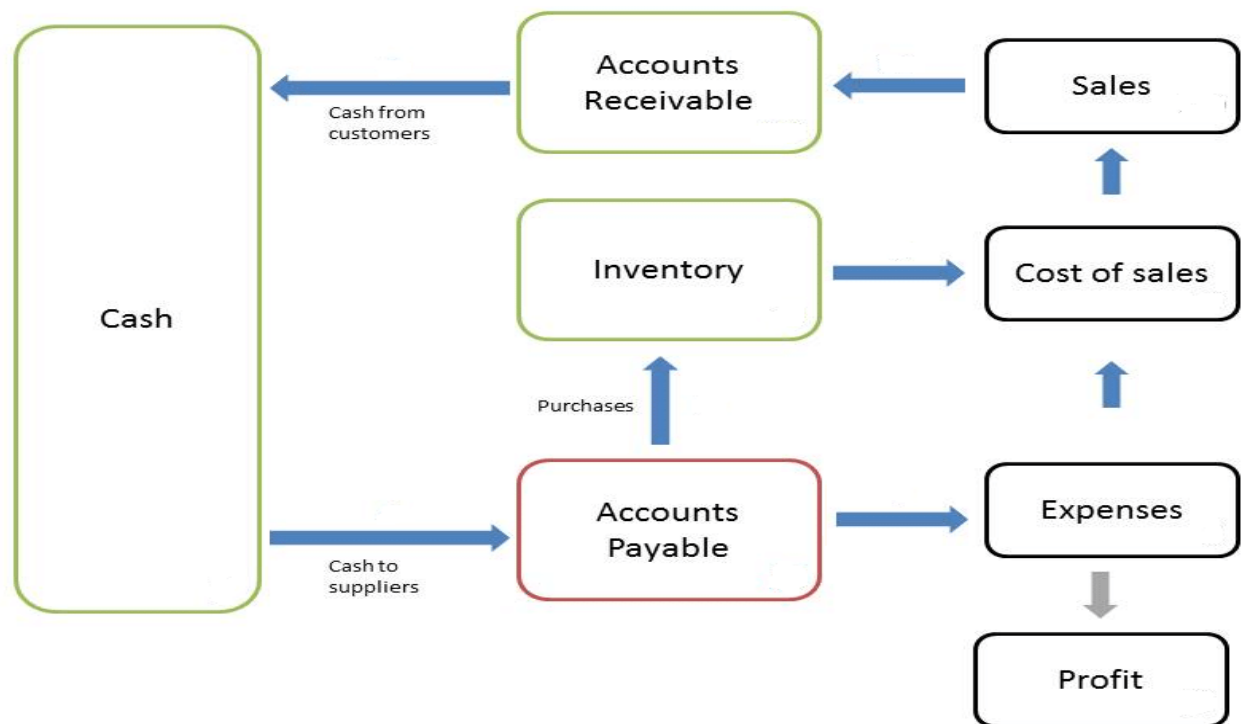 Accounts
Receivable
Sales
Cash from
customers
Inventory
Cost of sales
Cash
Purchases
Accounts
Payable
Expenses
Cash to
suppliers
Profit